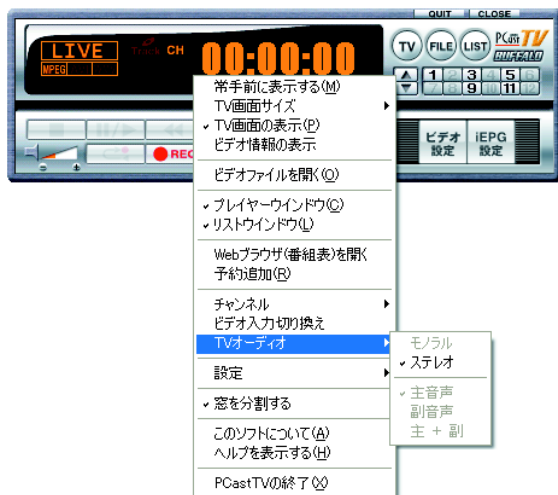 QUIT CLOSE
LIVE Track CH 00:00:00 TV FILE LIST PCast TV
MPEG BUFFALO
1 2 3 4 5 6
7 8 9 10 11 12
常手前に表示する(M)
TV画面サイズ
TV画面の表示(P)
ビデオ情報の表示
REC
ビデオ設定
iEPG設定
ビデオファイルを開く(O)
プレイヤーウインドウ(C)
リストウインドウ(L)
Webブラウザ(番組表)を開く
予約追加(R)
チャンネル
ビデオ入力切り換え
TVオーディオ
モノラル
ステレオ
主音声
副音声
主 + 副
設定
窓を分割する
このソフトについて(A)
ヘルプを表示する(H)
PCastTVの終了(X)